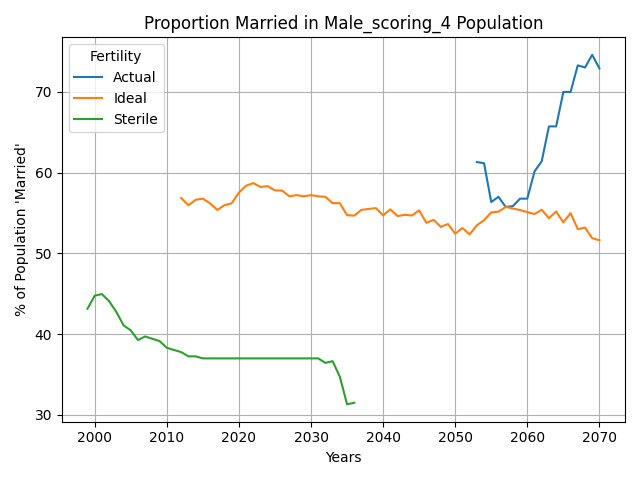 Proportion Married in Male_scoring_4 Population
Fertility
Actual
Ideal
Sterile
% of Population 'Married'
70
60
50
40
30
2000 2010 2020 2030 2040 2050 2060 2070
Years